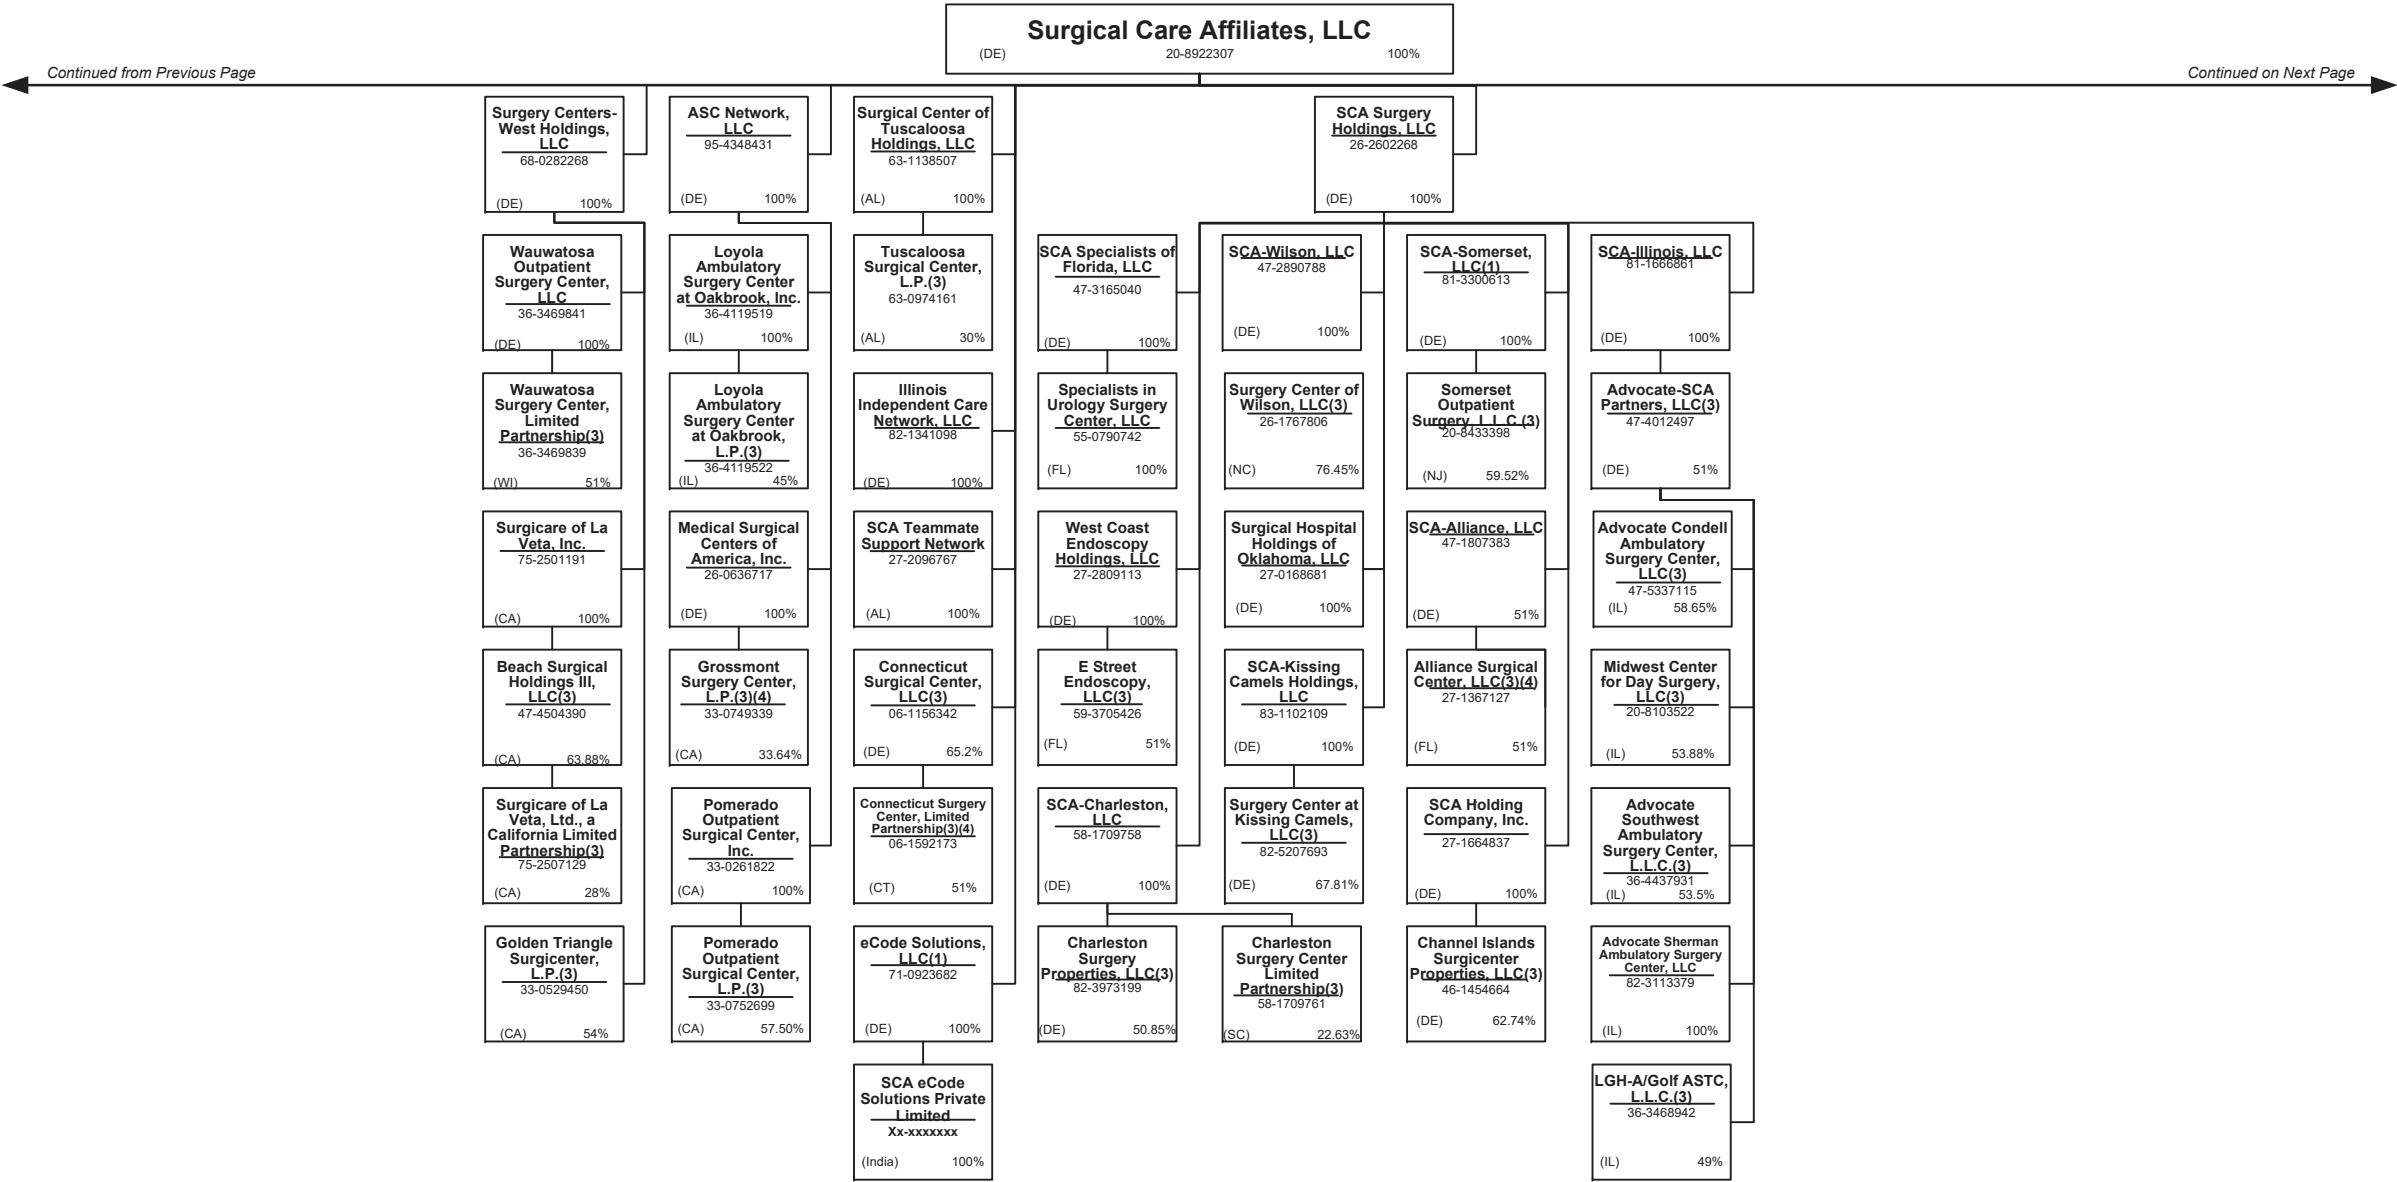 Surgical Care Affiliates, LLC
(DE) 20-8922307 100%
Continued from Previous Page
Continued on Next Page
Surgery Centers-
West Holdings,
LLC
68-0282268
(DE) 100%
ASC Network,
LLC
95-4348431
(DE) 100%
Surgical Center of
Tuscaloosa
Holdings, LLC
63-1138507
(AL) 100%
SCA Surgery
Holdings, LLC
26-2602268
(DE) 100%
Wauwatosa
Outpatient
Surgery Center,
LLC
36-3469841
(DE) 100%
Loyola
Ambulatory
Surgery Center
at Oakbrook, Inc.
36-4119519
(IL) 100%
Tuscaloosa
Surgical Center,
L.P.(3)
63-0974161
(AL) 30%
SCA Specialists of
Florida, LLC
47-3165040
(DE) 100%
SCA-Wilson, LLC
47-2890788
(DE) 100%
SCA-Somerset,
LLC(1)
81-3300613
(DE) 100%
SCA-Illinois, LLC
81-1666861
(DE) 100%
Wauwatosa
Surgery Center,
Limited
Partnership(3)
36-3469839
(WI) 51%
Loyola
Ambulatory
Surgery Center
at Oakbrook,
L.P.(3)
36-4119522
(IL) 45%
Illinois
Independent Care
Network, LLC
82-1341098
(DE) 100%
Specialists in
Urology Surgery
Center, LLC
55-0790742
(FL) 100%
Surgery Center of
Wilson, LLC(3)
26-1767806
(NC) 76.45%
Somerset
Outpatient
Surgery, L.L.C.(3)
20-8433398
(NJ) 59.52%
Advocate-SCA
Partners, LLC(3)
47-4012497
(DE) 51%
Surgicare of La
Veta, Inc.
75-2501191
(CA) 100%
Medical Surgical
Centers of
America, Inc.
26-0636717
(DE) 100%
SCA Teammate
Support Network
27-2096767
(AL) 100%
West Coast
Endoscopy
Holdings, LLC
27-2809113
(DE) 100%
Surgical Hospital
Holdings of
Oklahoma, LLC
27-0168681
(DE) 100%
SCA-Alliance, LLC
47-1807383
(DE) 51%
Advocate Condell
Ambulatory
Surgery Center,
LLC(3)
47-5337115
(IL) 58.65%
Beach Surgical
Holdings III,
LLC(3)
47-4504390
(CA) 63.88%
Grossmont
Surgery Center,
L.P.(3)(4)
33-0749339
(CA) 33.64%
Connecticut
Surgical Center,
LLC(3)
06-1156342
(DE) 65.2%
E Street
Endoscopy,
LLC(3)
59-3705426
(FL) 51%
SCA-Kissing
Camels Holdings,
LLC
83-1102109
(DE) 100%
Alliance Surgical
Center, LLC(3)(4)
27-1367127
(FL) 51%
Midwest Center
for Day Surgery,
LLC(3)
20-8103522
(IL) 53.88%
Surgicare of La
Veta, Ltd., a
California Limited
Partnership(3)
75-2507129
(CA) 28%
Pomerado
Outpatient
Surgical Center,
Inc.
33-0261822
(CA) 100%
Connecticut Surgery
Center, Limited
Partnership(3)(4)
06-1592173
(CT) 51%
SCA-Charleston,
LLC
58-1709758
(DE) 100%
Surgery Center at
Kissing Camels,
LLC(3)
82-5207693
(DE) 67.81%
SCA Holding
Company, Inc.
27-1664837
(DE) 100%
Advocate
Southwest
Ambulatory
Surgery Center,
L.L.C.(3)
36-4437931
(IL) 53.5%
Golden Triangle
Surgicenter,
L.P.(3)
33-0529450
(CA) 54%
Pomerado
Outpatient
Surgical Center,
L.P.(3)
33-0752699
(CA) 57.50%
eCode Solutions,
LLC(1)
71-0923682
(DE) 100%
Charleston
Surgery
Properties, LLC(3)
82-3973199
(DE) 50.85%
Charleston
Surgery Center
Limited
Partnership(3)
58-1709761
(SC) 22.63%
Channel Islands
Surgicenter
Properties, LLC(3)
46-1454664
(DE) 62.74%
Advocate Sherman
Ambulatory Surgery
Center, LLC
82-3113379
(IL) 100%
SCA eCode
Solutions Private
Limited
Xx-xxxxxxx
(India) 100%
LGH-A/Golf ASTC,
L.L.C.(3)
36-3468942
(IL) 49%